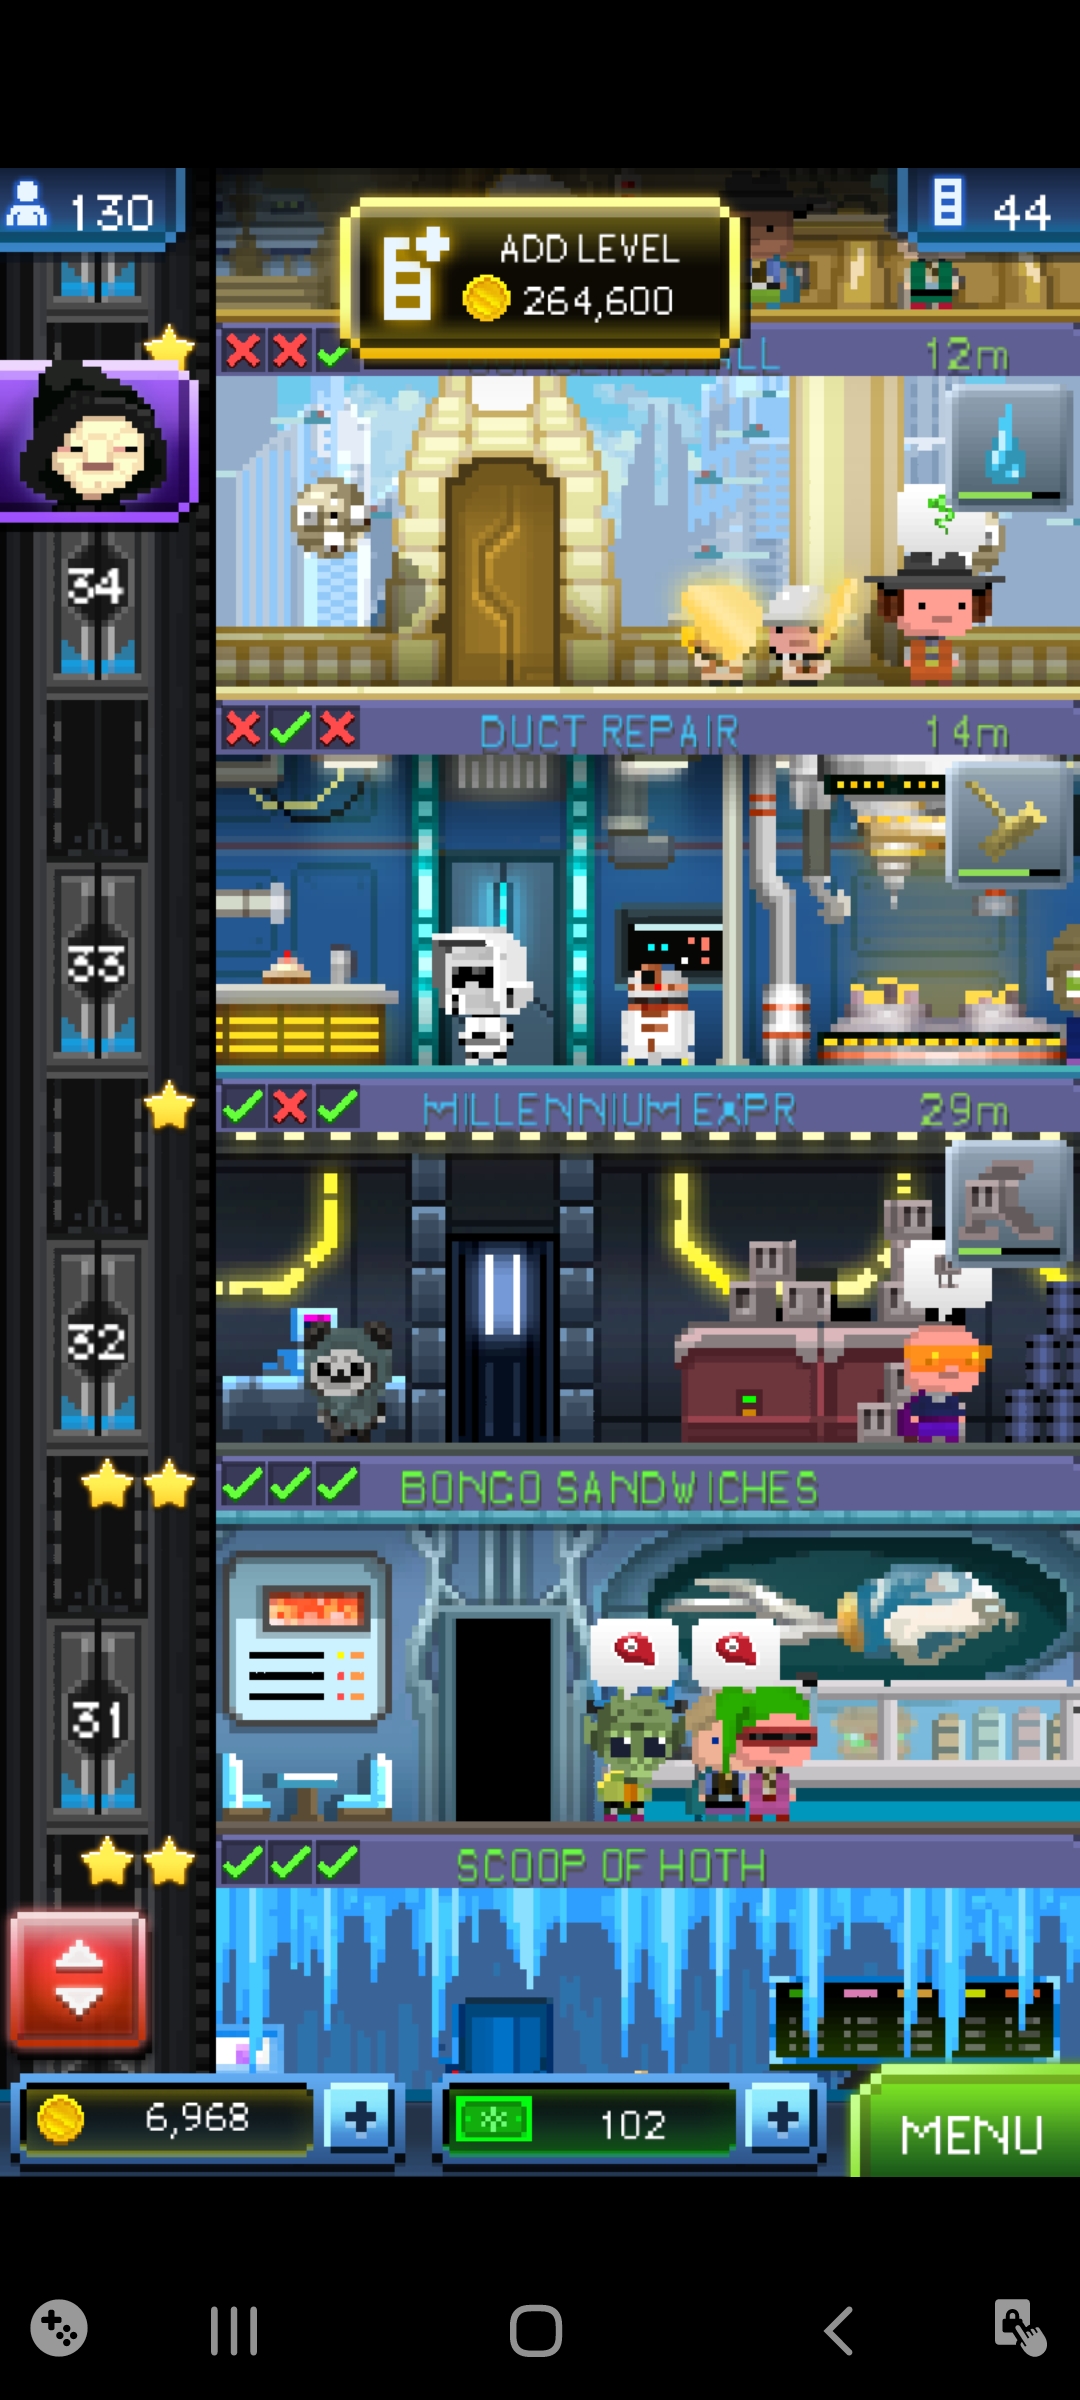 130
44
ADD LEVEL
264,600
ALL
12m
34
DUCT REPAIR
14m
33
MILLENNIUM EXPR
29m
32
BONGO SANDWICHES
31
SCOOP OF HOTH
6,968
102
MENU